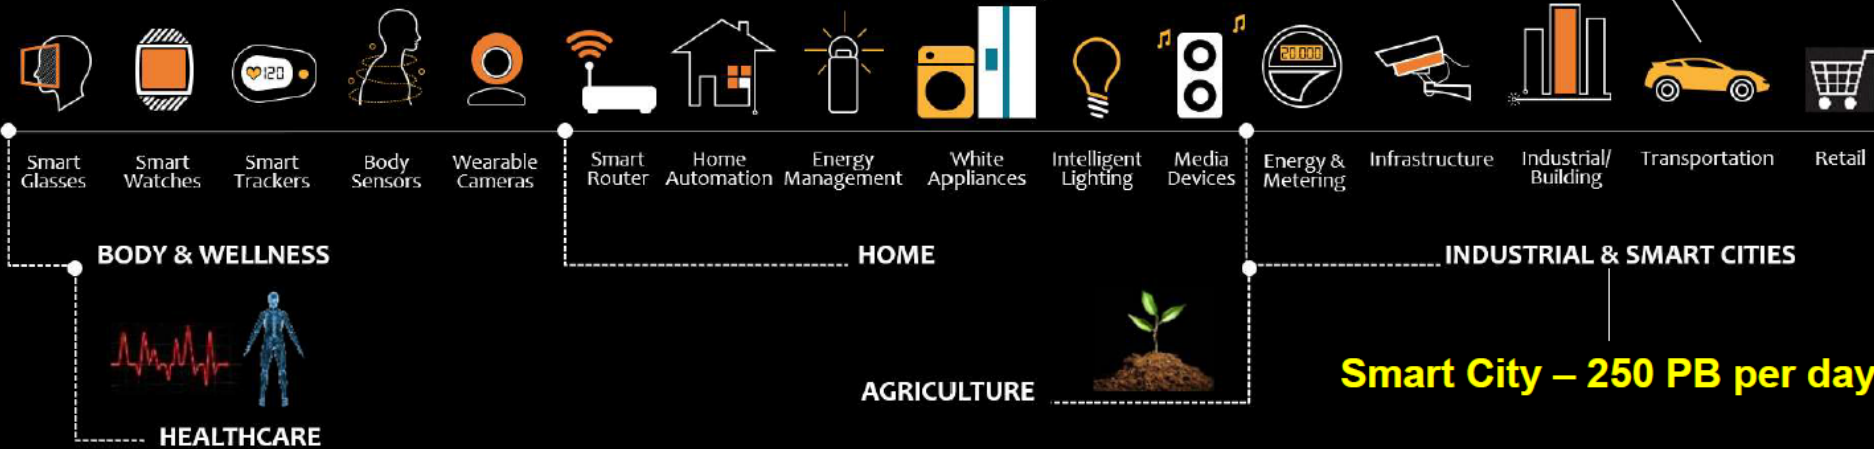 120
20.000
Smart
Glasses
Smart
Watches
Smart
Trackers
Body
Sensors
Wearable
Cameras
Smart
Router
Home
Automation
Energy
Management
White
Appliances
Intelligent
Lighting
Media
Devices
Energy &
Metering
Infrastructure
Industrial/
Building
Transportation
Retail
BODY & WELLNESS
HOME
INDUSTRIAL & SMART CITIES
Smart City – 250 PB per day
AGRICULTURE
HEALTHCARE